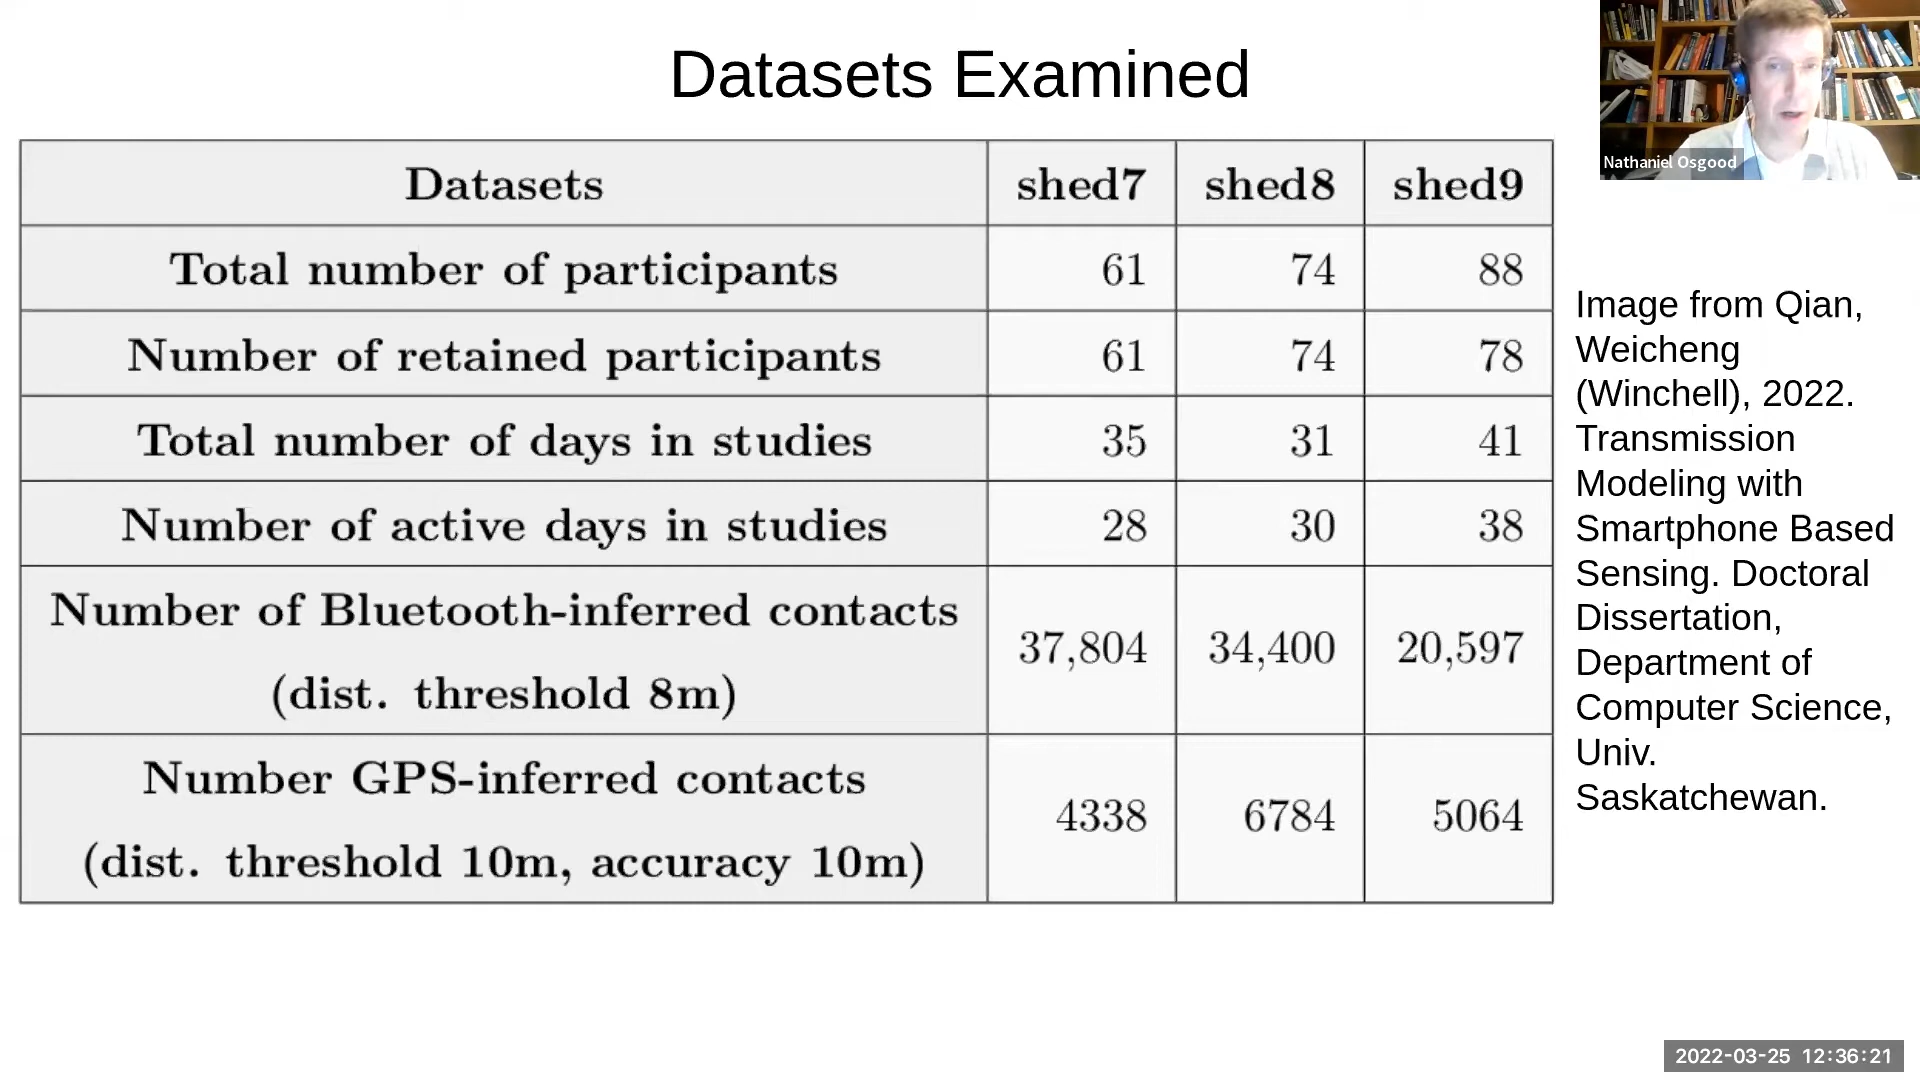 Datasets Examined
Nathaniel Osgood
Datasets shed7 shed8 shed9
Total number of participants 61 74 88
Number of retained participants 61 74 78
Total number of days in studies 35 31 41
Number of active days in studies 28 30 38
Number of Bluetooth-inferred contacts
(dist. threshold 8m) 37,804 34,400 20,597
Number GPS-inferred contacts
(dist. threshold 10m, accuracy 10m) 4338 6784 5064
Image from Qian,
Weicheng
(Winchell), 2022.
Transmission
Modeling with
Smartphone Based
Sensing. Doctoral
Dissertation,
Department of
Computer Science,
Univ.
Saskatchewan.
2022-03-25 12:36:21